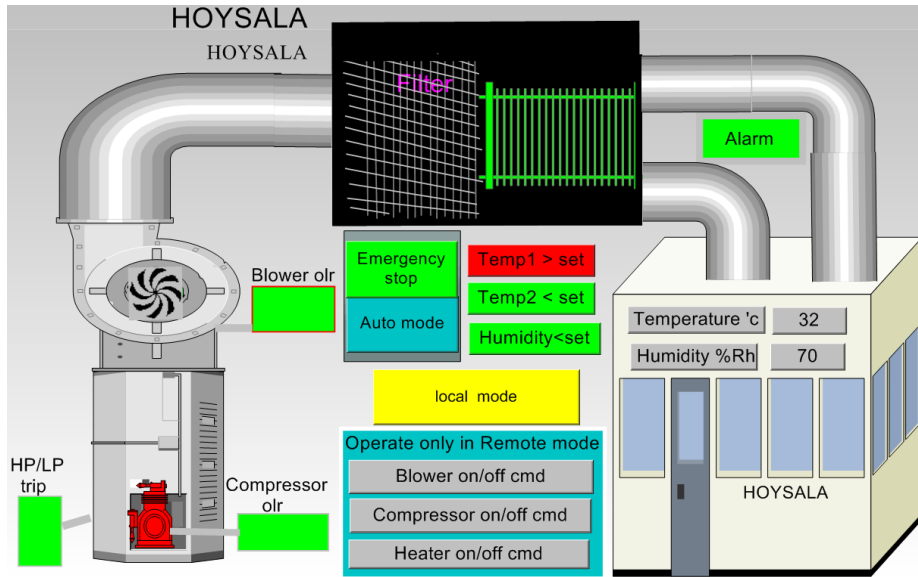 HOYSALA
HOYSALA
Filter
Alarm
Blower olr
Emergency
stop
Auto mode
Temp1 > set
Temp2 < set
Humidity<set
Temperature 'c
32
Humidity %Rh
70
local mode
Operate only in Remote mode
Blower on/off cmd
Compressor on/off cmd
Heater on/off cmd
HP/LP
trip
Compressor
olr
HOYSALA